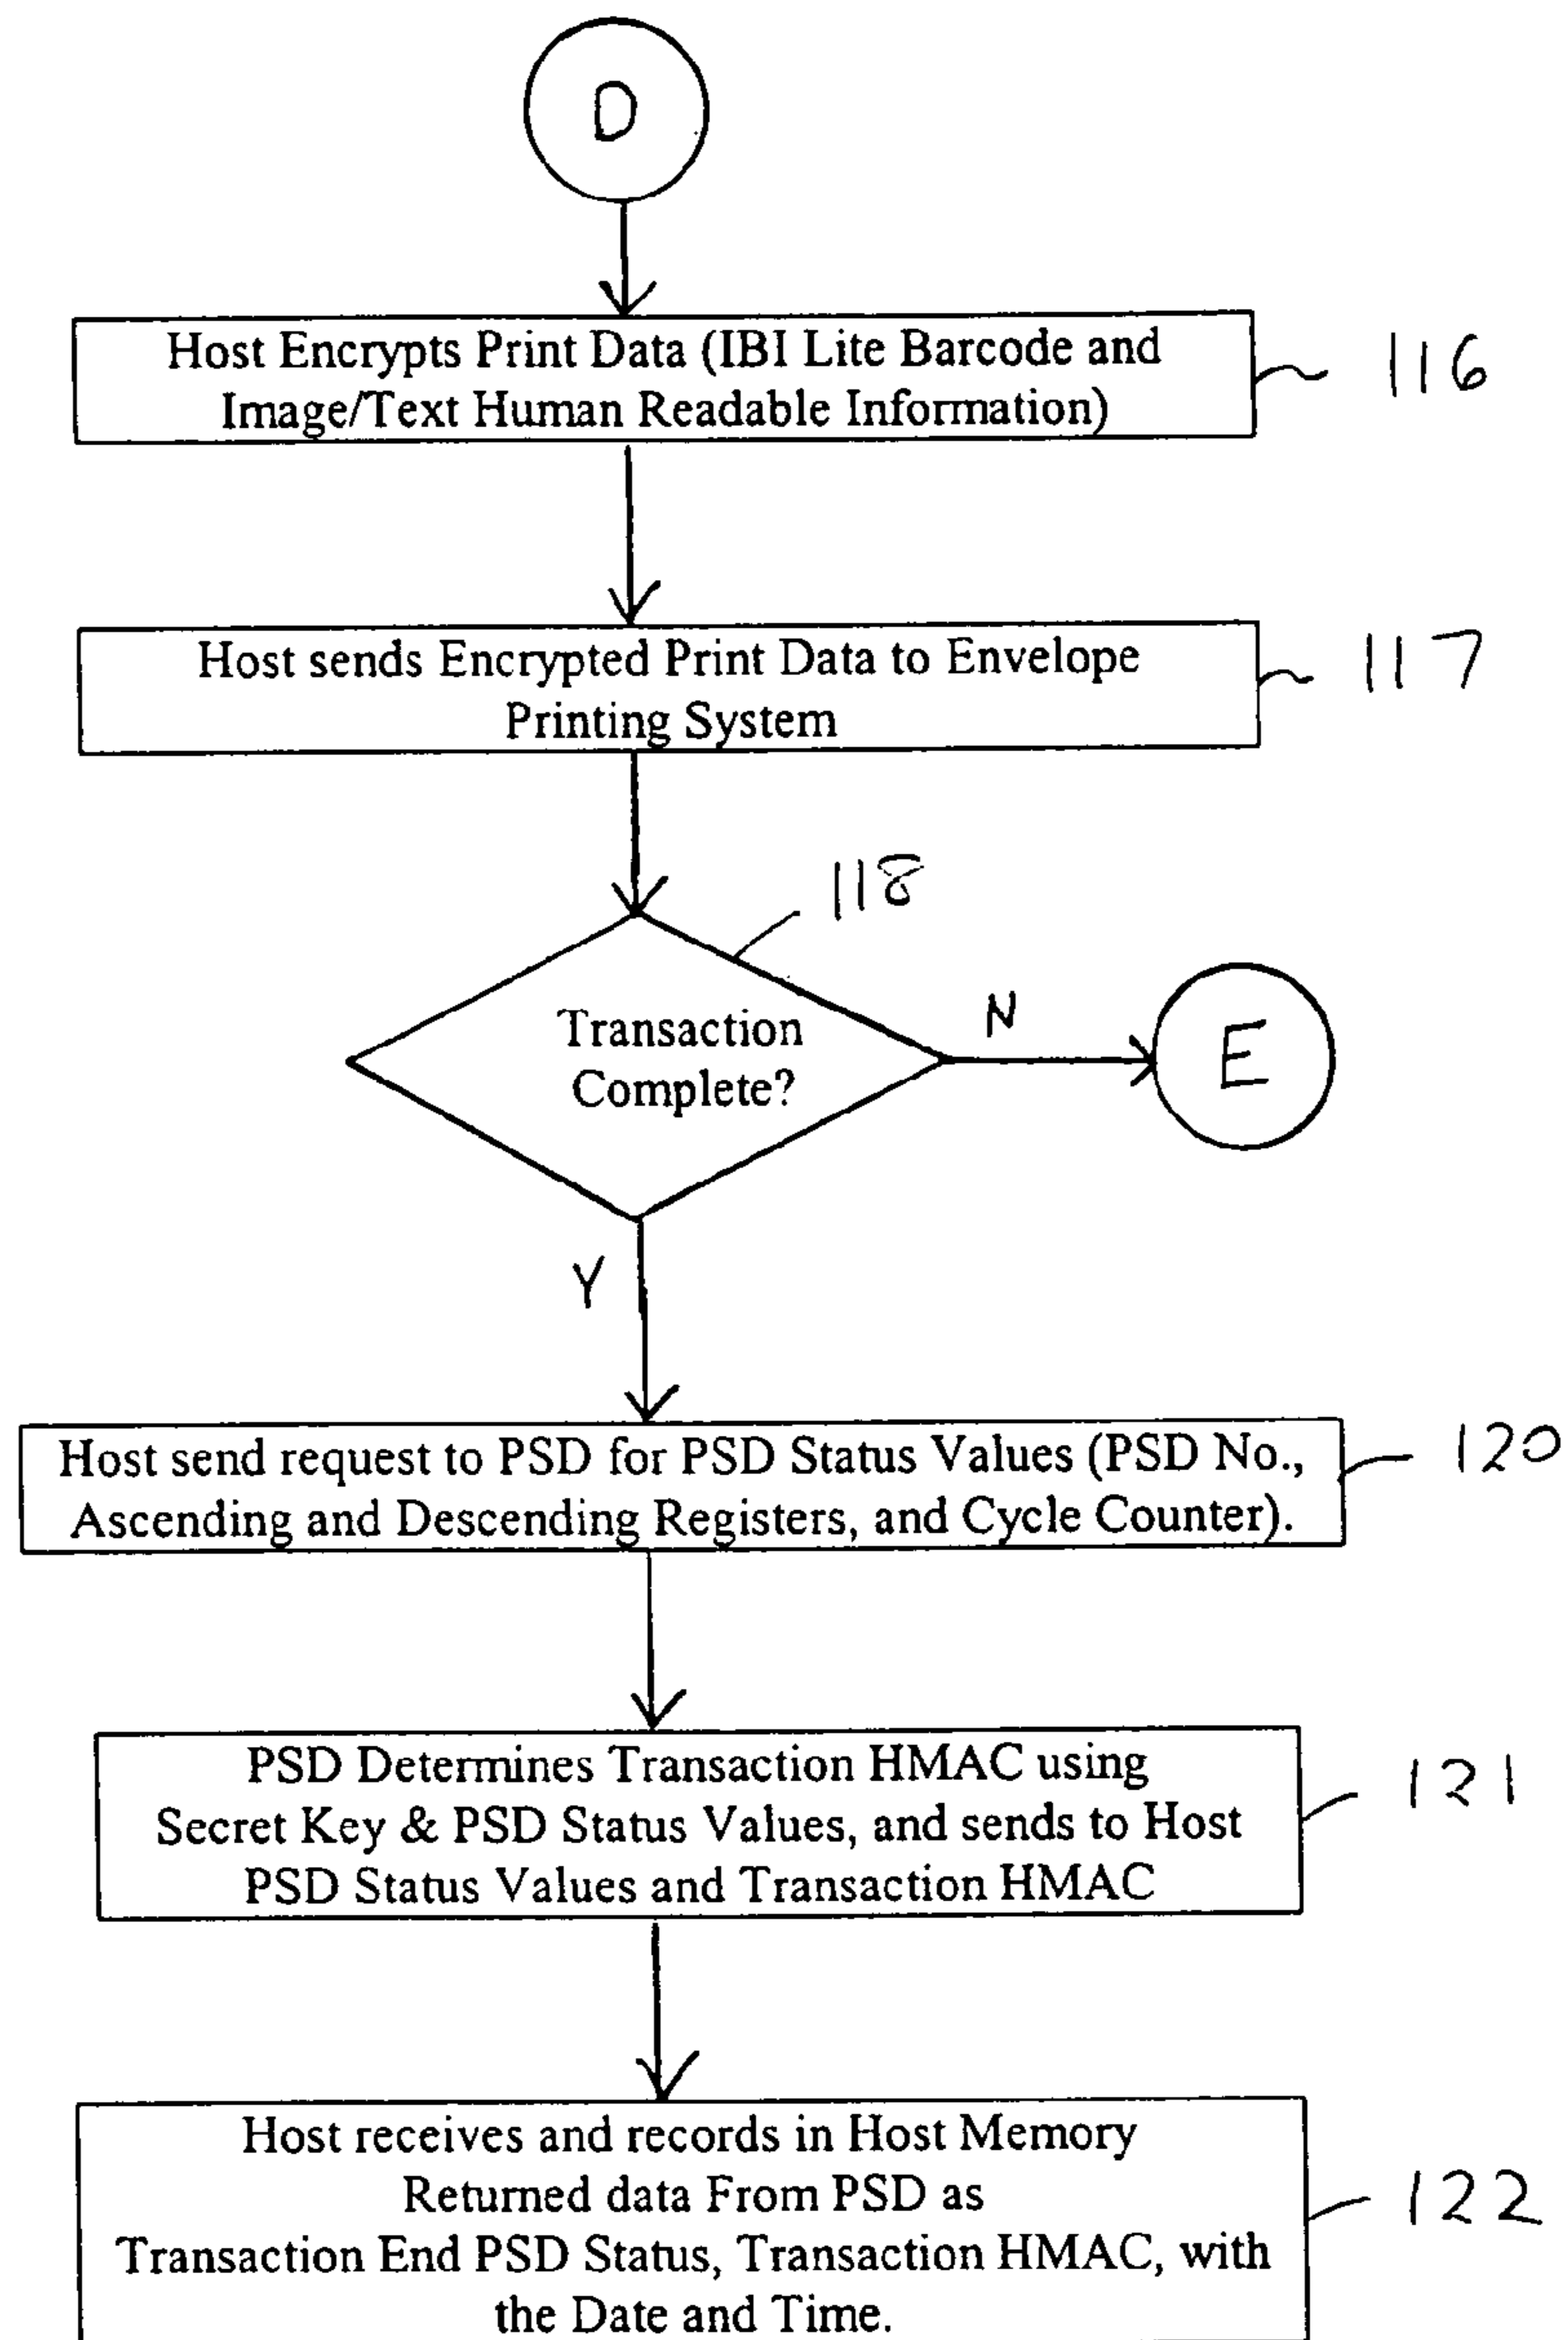 D
Host Encrypts Print Data (IBI Lite Barcode and
Image/Text Human Readable Information)
116
Host sends Encrypted Print Data to Envelope
Printing System
117
118
Transaction
Complete?
N
E
Y
Host send request to PSD for PSD Status Values (PSD No.,
Ascending and Descending Registers, and Cycle Counter).
120
PSD Determines Transaction HMAC using
Secret Key & PSD Status Values, and sends to Host
PSD Status Values and Transaction HMAC
121
Host receives and records in Host Memory
Returned data From PSD as
Transaction End PSD Status, Transaction HMAC, with
the Date and Time.
122